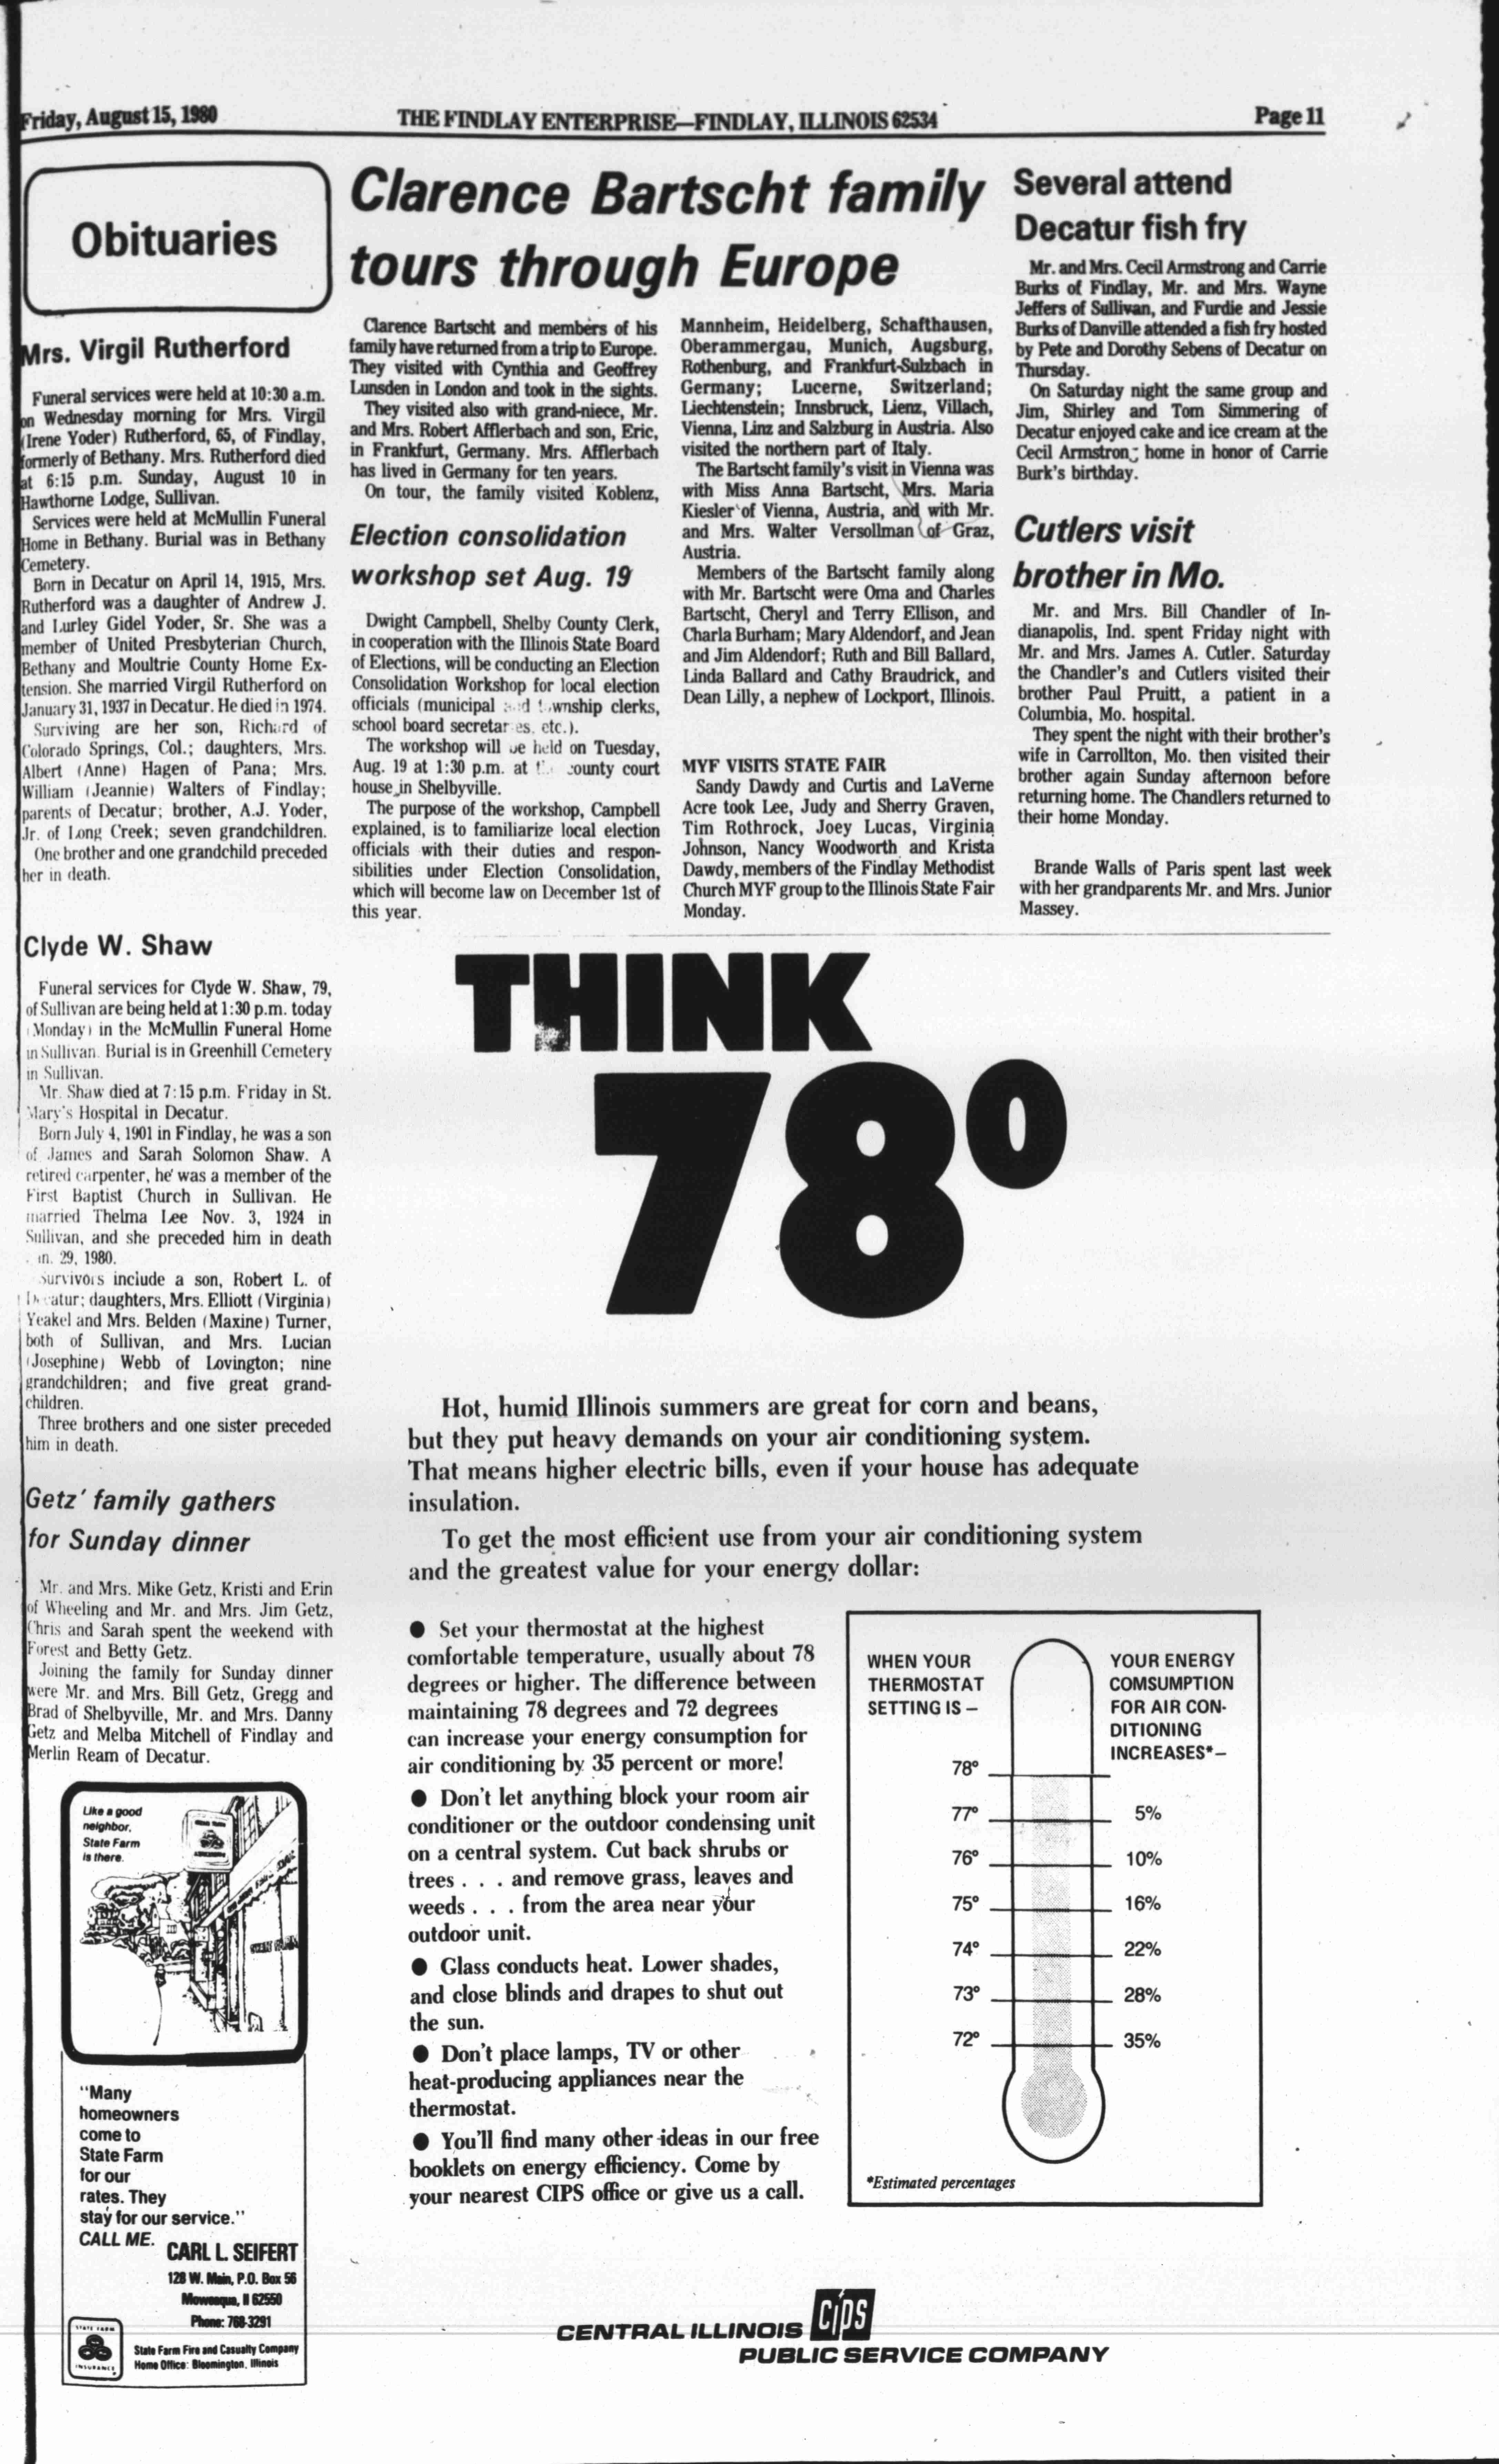 Friday, August 15, 1980
THE FINDLAY ENTERPRISE—FINDLAY, ILLINOIS 62534
Page 11
Obituaries
Mrs. Virgil Rutherford
Funeral services were held at 10:30 a.m.
on Wednesday morning for Mrs. Virgil
(Irene Yoder) Rutherford, 65, of Findlay,
formerly of Bethany. Mrs. Rutherford died
at 6:15 p.m. Sunday, August 10 in
Hawthorne Lodge, Sullivan.
Services were held at McMullin Funeral
Home in Bethany. Burial was in Bethany
Cemetery.
Born in Decatur on April 14, 1915, Mrs.
Rutherford was a daughter of Andrew J.
and Lurley Gidel Yoder, Sr. She was a
member of United Presbyterian Church,
Bethany and Moultrie County Home Ex-
tension. She married Virgil Rutherford on
January 31, 1937 in Decatur. He died in 1974.
Surviving are her son, Richard of
Colorado Springs, Col.; daughters, Mrs.
Albert (Anne) Hagen of Pana; Mrs.
William (Jeannie) Walters of Findlay;
parents of Decatur; brother, A.J. Yoder,
Jr. of Long Creek; seven grandchildren.
One brother and one grandchild preceded
her in death.
Clyde W. Shaw
Funeral services for Clyde W. Shaw, 79,
of Sullivan are being held at 1:30 p.m. today
(Monday) in the McMullin Funeral Home
in Sullivan. Burial is in Greenhill Cemetery
in Sullivan.
Mr. Shaw died at 7:15 p.m. Friday in St.
Mary's Hospital in Decatur.
Born July 4, 1901 in Findlay, he was a son
of James and Sarah Solomon Shaw. A
retired carpenter, he was a member of the
First Baptist Church in Sullivan. He
married Thelma Lee Nov. 3, 1924 in
Sullivan, and she preceded him in death
29, 1980.
Survivors include a son, Robert L. of
Decatur; daughters, Mrs. Elliott (Virginia)
Yeakel and Mrs. Belden (Maxine) Turner,
both of Sullivan, and Mrs. Lucian
(Josephine) Webb of Lovington; nine
grandchildren; and five great grand-
children.
Three brothers and one sister preceded
him in death.
Getz' family gathers
for Sunday dinner
Mr. and Mrs. Mike Getz, Kristi and Erin
of Wheeling and Mr. and Mrs. Jim Getz,
Chris and Sarah spent the weekend with
Forest and Betty Getz.
Joining the family for Sunday dinner
were Mr. and Mrs. Bill Getz, Gregg and
Brad of Shelbyville, Mr. and Mrs. Danny
Getz and Melba Mitchell of Findlay and
Merlin Ream of Decatur.
Like a good
neighbor,
State Farm
is there.
"Many
homeowners
come to
State Farm
for our
rates. They
stay for our service."
CALL ME.
CARL L. SEIFERT
128 W. Main, P.O. Box 56
Moweaqua, Il 62550
Phone: 768-3291
STATE FARM
INSURANCE
State Farm Fire and Casualty Company
Home Office: Bloomington, Illinois
Clarence Bartscht family
tours through Europe
Clarence Bartscht and members of his
family have returned from a trip to Europe.
They visited with Cynthia and Geoffrey
Lunsden in London and took in the sights.
They visited also with grand-niece, Mr.
and Mrs. Robert Afflerbach and son, Eric,
in Frankfurt, Germany. Mrs. Afflerbach
has lived in Germany for ten years.
On tour, the family visited Koblenz,
Mannheim, Heidelberg, Schafthausen,
Oberammergau, Munich, Augsburg,
Rothenburg, and Frankfurt-Sulzbach in
Germany; Lucerne, Switzerland;
Liechtenstein; Innsbruck, Lienz, Villach,
Vienna, Linz and Salzburg in Austria. Also
visited the northern part of Italy.
The Bartscht family's visit in Vienna was
with Miss Anna Bartscht, Mrs. Maria
Kiesler of Vienna, Austria, and with Mr.
and Mrs. Walter Versollman of Graz,
Austria.
Members of the Bartscht family along
with Mr. Bartscht were Oma and Charles
Bartscht, Cheryl and Terry Ellison, and
Charla Burham; Mary Aldendorf, and Jean
and Jim Aldendorf; Ruth and Bill Ballard,
Linda Ballard and Cathy Braudrick, and
Dean Lilly, a nephew of Lockport, Illinois.
Election consolidation
workshop set Aug. 19
Dwight Campbell, Shelby County Clerk,
in cooperation with the Illinois State Board
of Elections, will be conducting an Election
Consolidation Workshop for local election
officials (municipal and township clerks,
school board secretaries, etc.).
The workshop will be held on Tuesday,
Aug. 19 at 1:30 p.m. at the county court
house in Shelbyville.
The purpose of the workshop, Campbell
explained, is to familiarize local election
officials with their duties and respon-
sibilities under Election Consolidation,
which will become law on December 1st of
this year.
MYF VISITS STATE FAIR
Sandy Dawdy and Curtis and LaVerne
Acre took Lee, Judy and Sherry Graven,
Tim Rothrock, Joey Lucas, Virginia
Johnson, Nancy Woodworth and Krista
Dawdy, members of the Findlay Methodist
Church MYF group to the Illinois State Fair
Monday.
Several attend
Decatur fish fry
Mr. and Mrs. Cecil Armstrong and Carrie
Burks of Findlay, Mr. and Mrs. Wayne
Jeffers of Sullivan, and Furdie and Jessie
Burks of Danville attended a fish fry hosted
by Pete and Dorothy Sebens of Decatur on
Thursday.
On Saturday night the same group and
Jim, Shirley and Tom Simmering of
Decatur enjoyed cake and ice cream at the
Cecil Armstrong home in honor of Carrie
Burk's birthday.
Cutlers visit
brother in Mo.
Mr. and Mrs. Bill Chandler of In-
dianapolis, Ind. spent Friday night with
Mr. and Mrs. James A. Cutler. Saturday
the Chandler's and Cutlers visited their
brother Paul Pruitt, a patient in a
Columbia, Mo. hospital.
They spent the night with their brother's
wife in Carrollton, Mo. then visited their
brother again Sunday afternoon before
returning home. The Chandlers returned to
their home Monday.
Brande Walls of Paris spent last week
with her grandparents Mr. and Mrs. Junior
Massey.
THINK
78º
Hot, humid Illinois summers are great for corn and beans,
but they put heavy demands on your air conditioning system.
That means higher electric bills, even if your house has adequate
insulation.
To get the most efficient use from your air conditioning system
and the greatest value for your energy dollar:
● Set your thermostat at the highest
comfortable temperature, usually about 78
degrees or higher. The difference between
maintaining 78 degrees and 72 degrees
can increase your energy consumption for
air conditioning by 35 percent or more!
● Don't let anything block your room air
conditioner or the outdoor condensing unit
on a central system. Cut back shrubs or
trees . . . and remove grass, leaves and
weeds . . . from the area near your
outdoor unit.
● Glass conducts heat. Lower shades,
and close blinds and drapes to shut out
the sun.
● Don't place lamps, TV or other
heat-producing appliances near the
thermostat.
● You'll find many other ideas in our free
booklets on energy efficiency. Come by
your nearest CIPS office or give us a call.
WHEN YOUR
THERMOSTAT
SETTING IS –
YOUR ENERGY
COMSUMPTION
FOR AIR CON-
DITIONING
INCREASES*–
78º
77º 5%
76º 10%
75º 16%
74º 22%
73º 28%
72º 35%
*Estimated percentages
CENTRAL ILLINOIS CIPS
PUBLIC SERVICE COMPANY